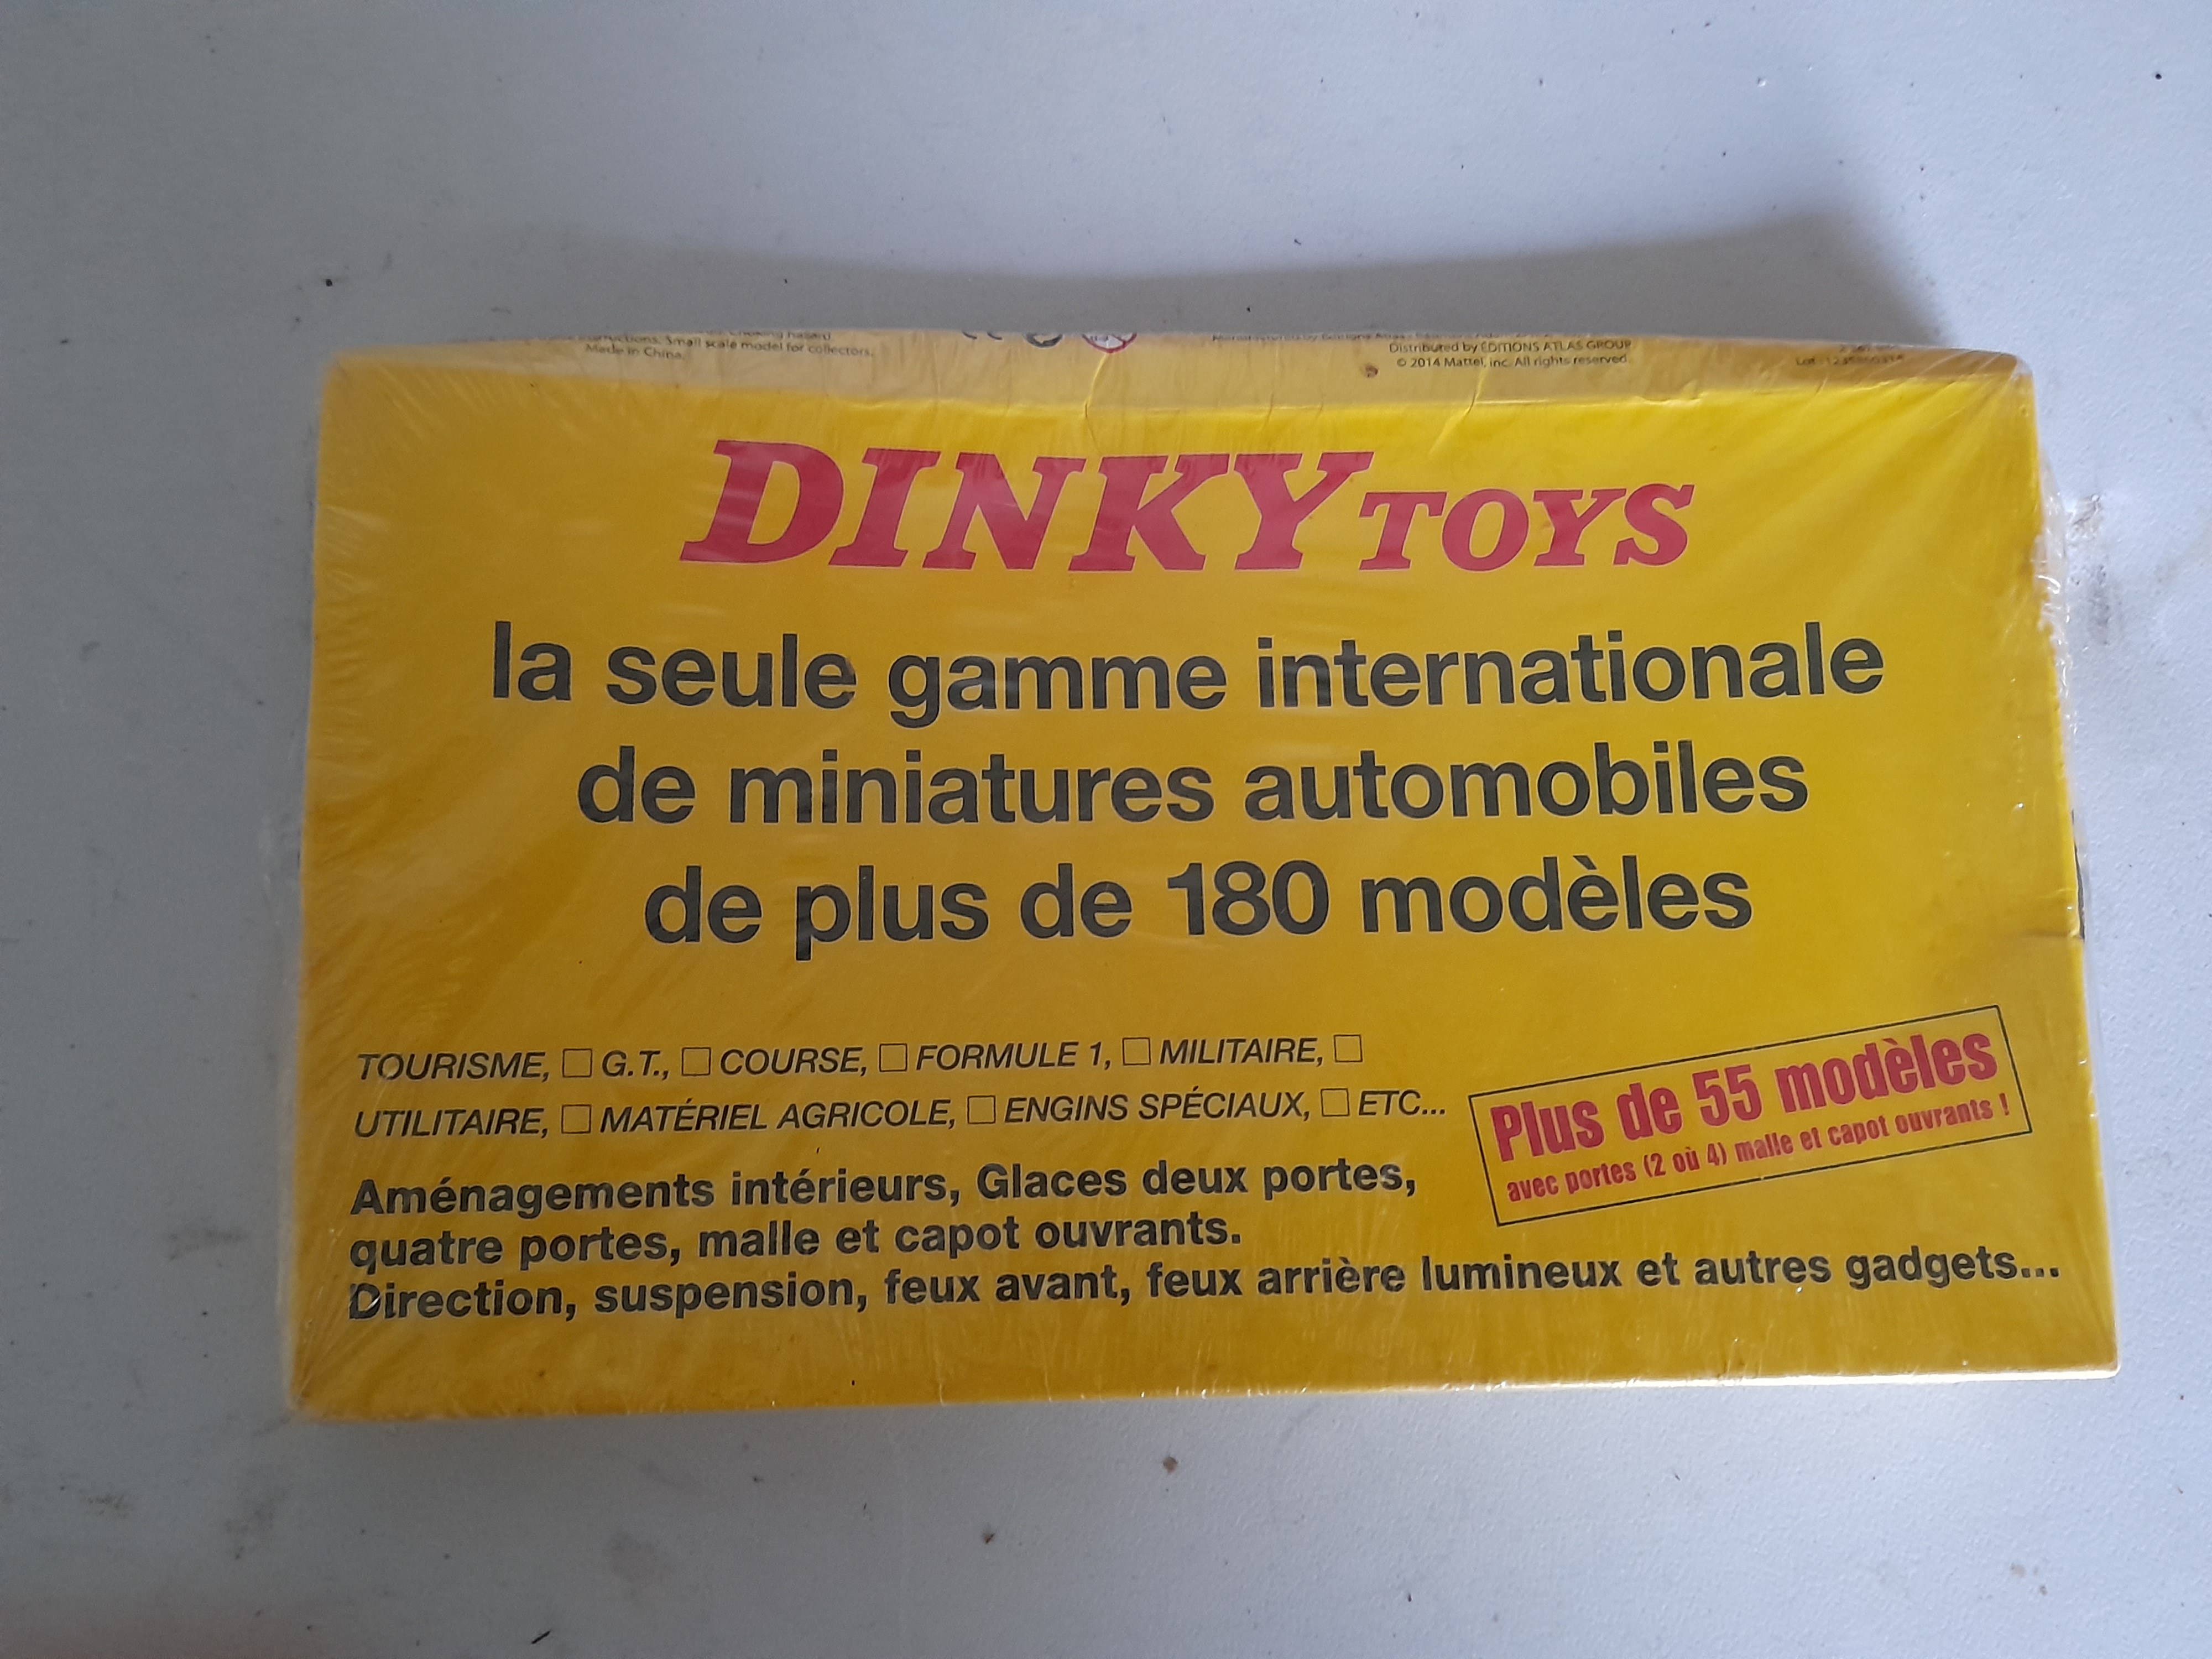 Small scale model for collectors.
Made in China.
Distributed by ÉDITIONS ATLAS GROUP
© 2014 Mattel, Inc. All rights reserved.
DINKY TOYS
la seule gamme internationale
de miniatures automobiles
de plus de 180 modèles
TOURISME, □ G.T., □ COURSE, □ FORMULE 1, □ MILITAIRE, □
UTILITAIRE, □ MATÉRIEL AGRICOLE, □ ENGINS SPÉCIAUX, □ ETC...
Plus de 55 modèles
avec portes (2 où 4) malle et capot ouvrants !
Aménagements intérieurs, Glaces deux portes,
quatre portes, malle et capot ouvrants.
Direction, suspension, feux avant, feux arrière lumineux et autres gadgets...